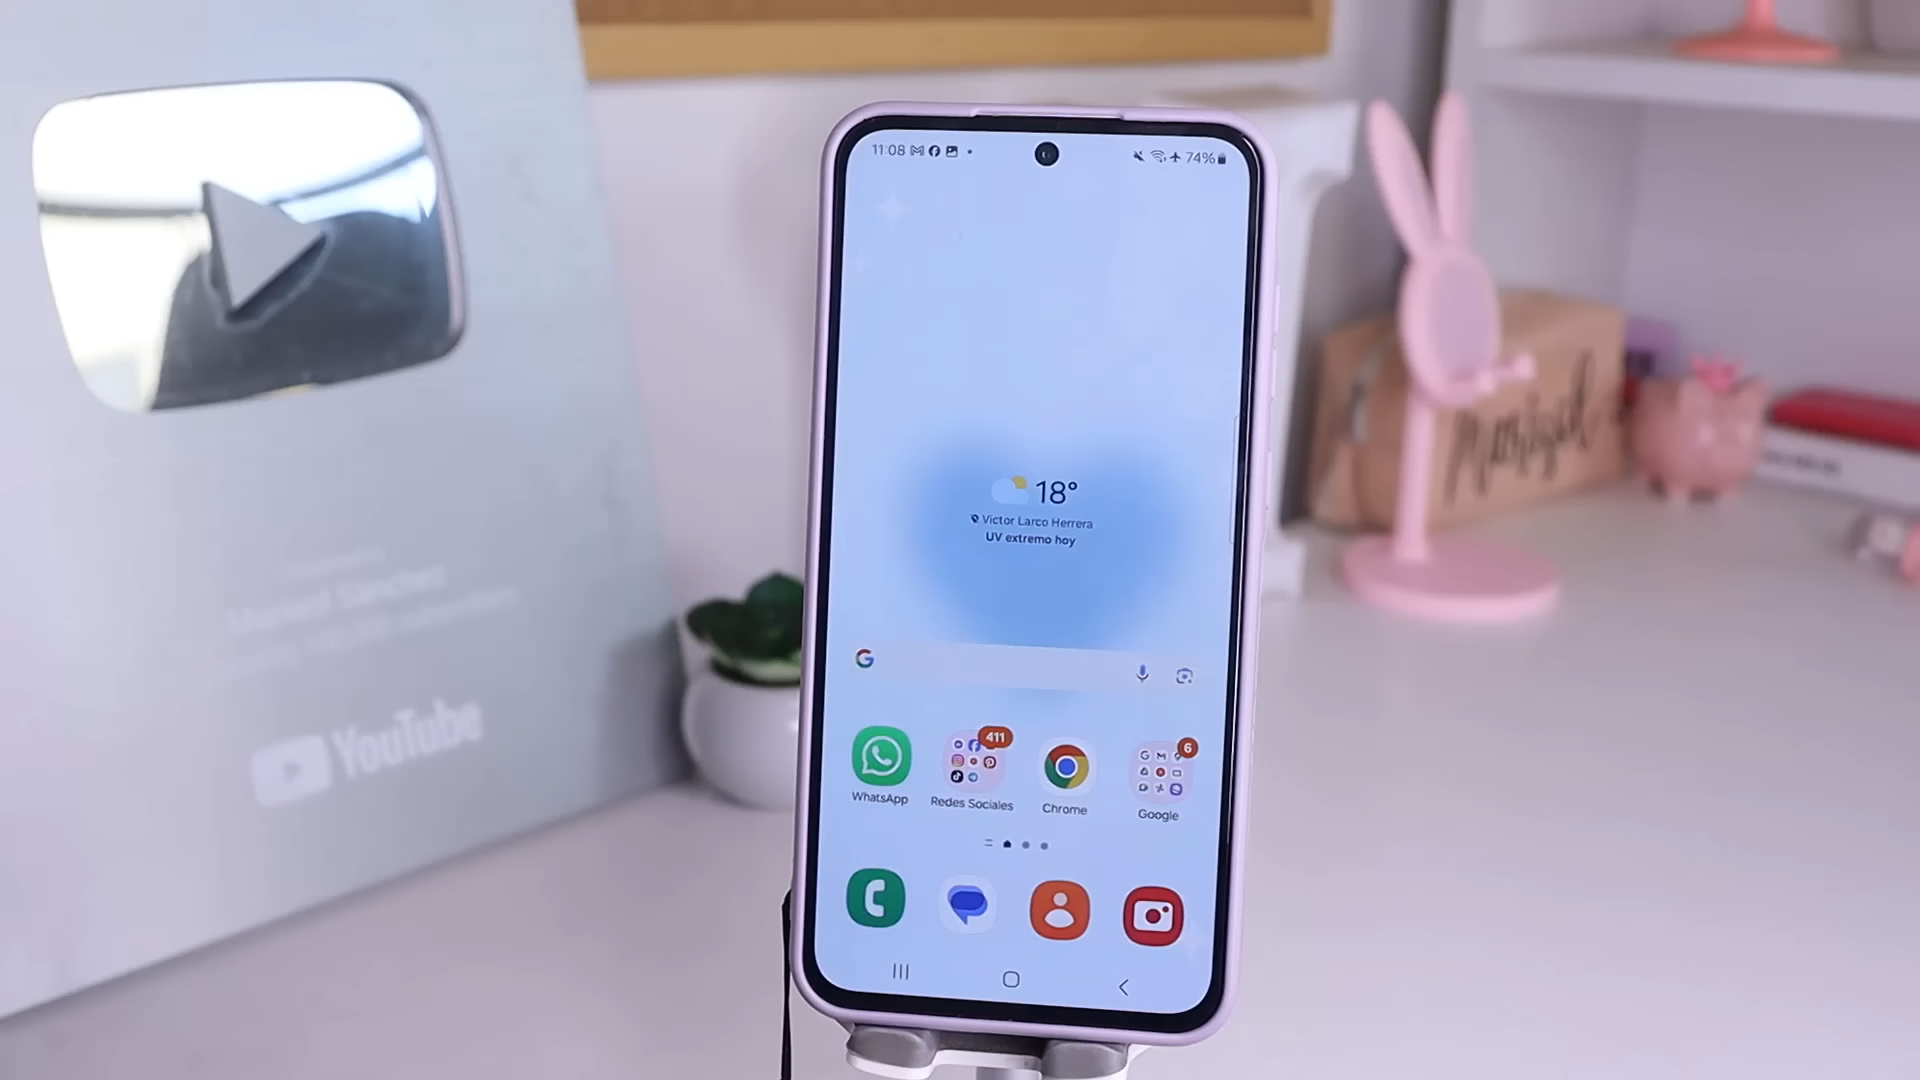 11:08
74%
18°
Victor Larco Herrera
UV extremo hoy
411
6
WhatsApp
Redes Sociales
Chrome
Google
YouTube